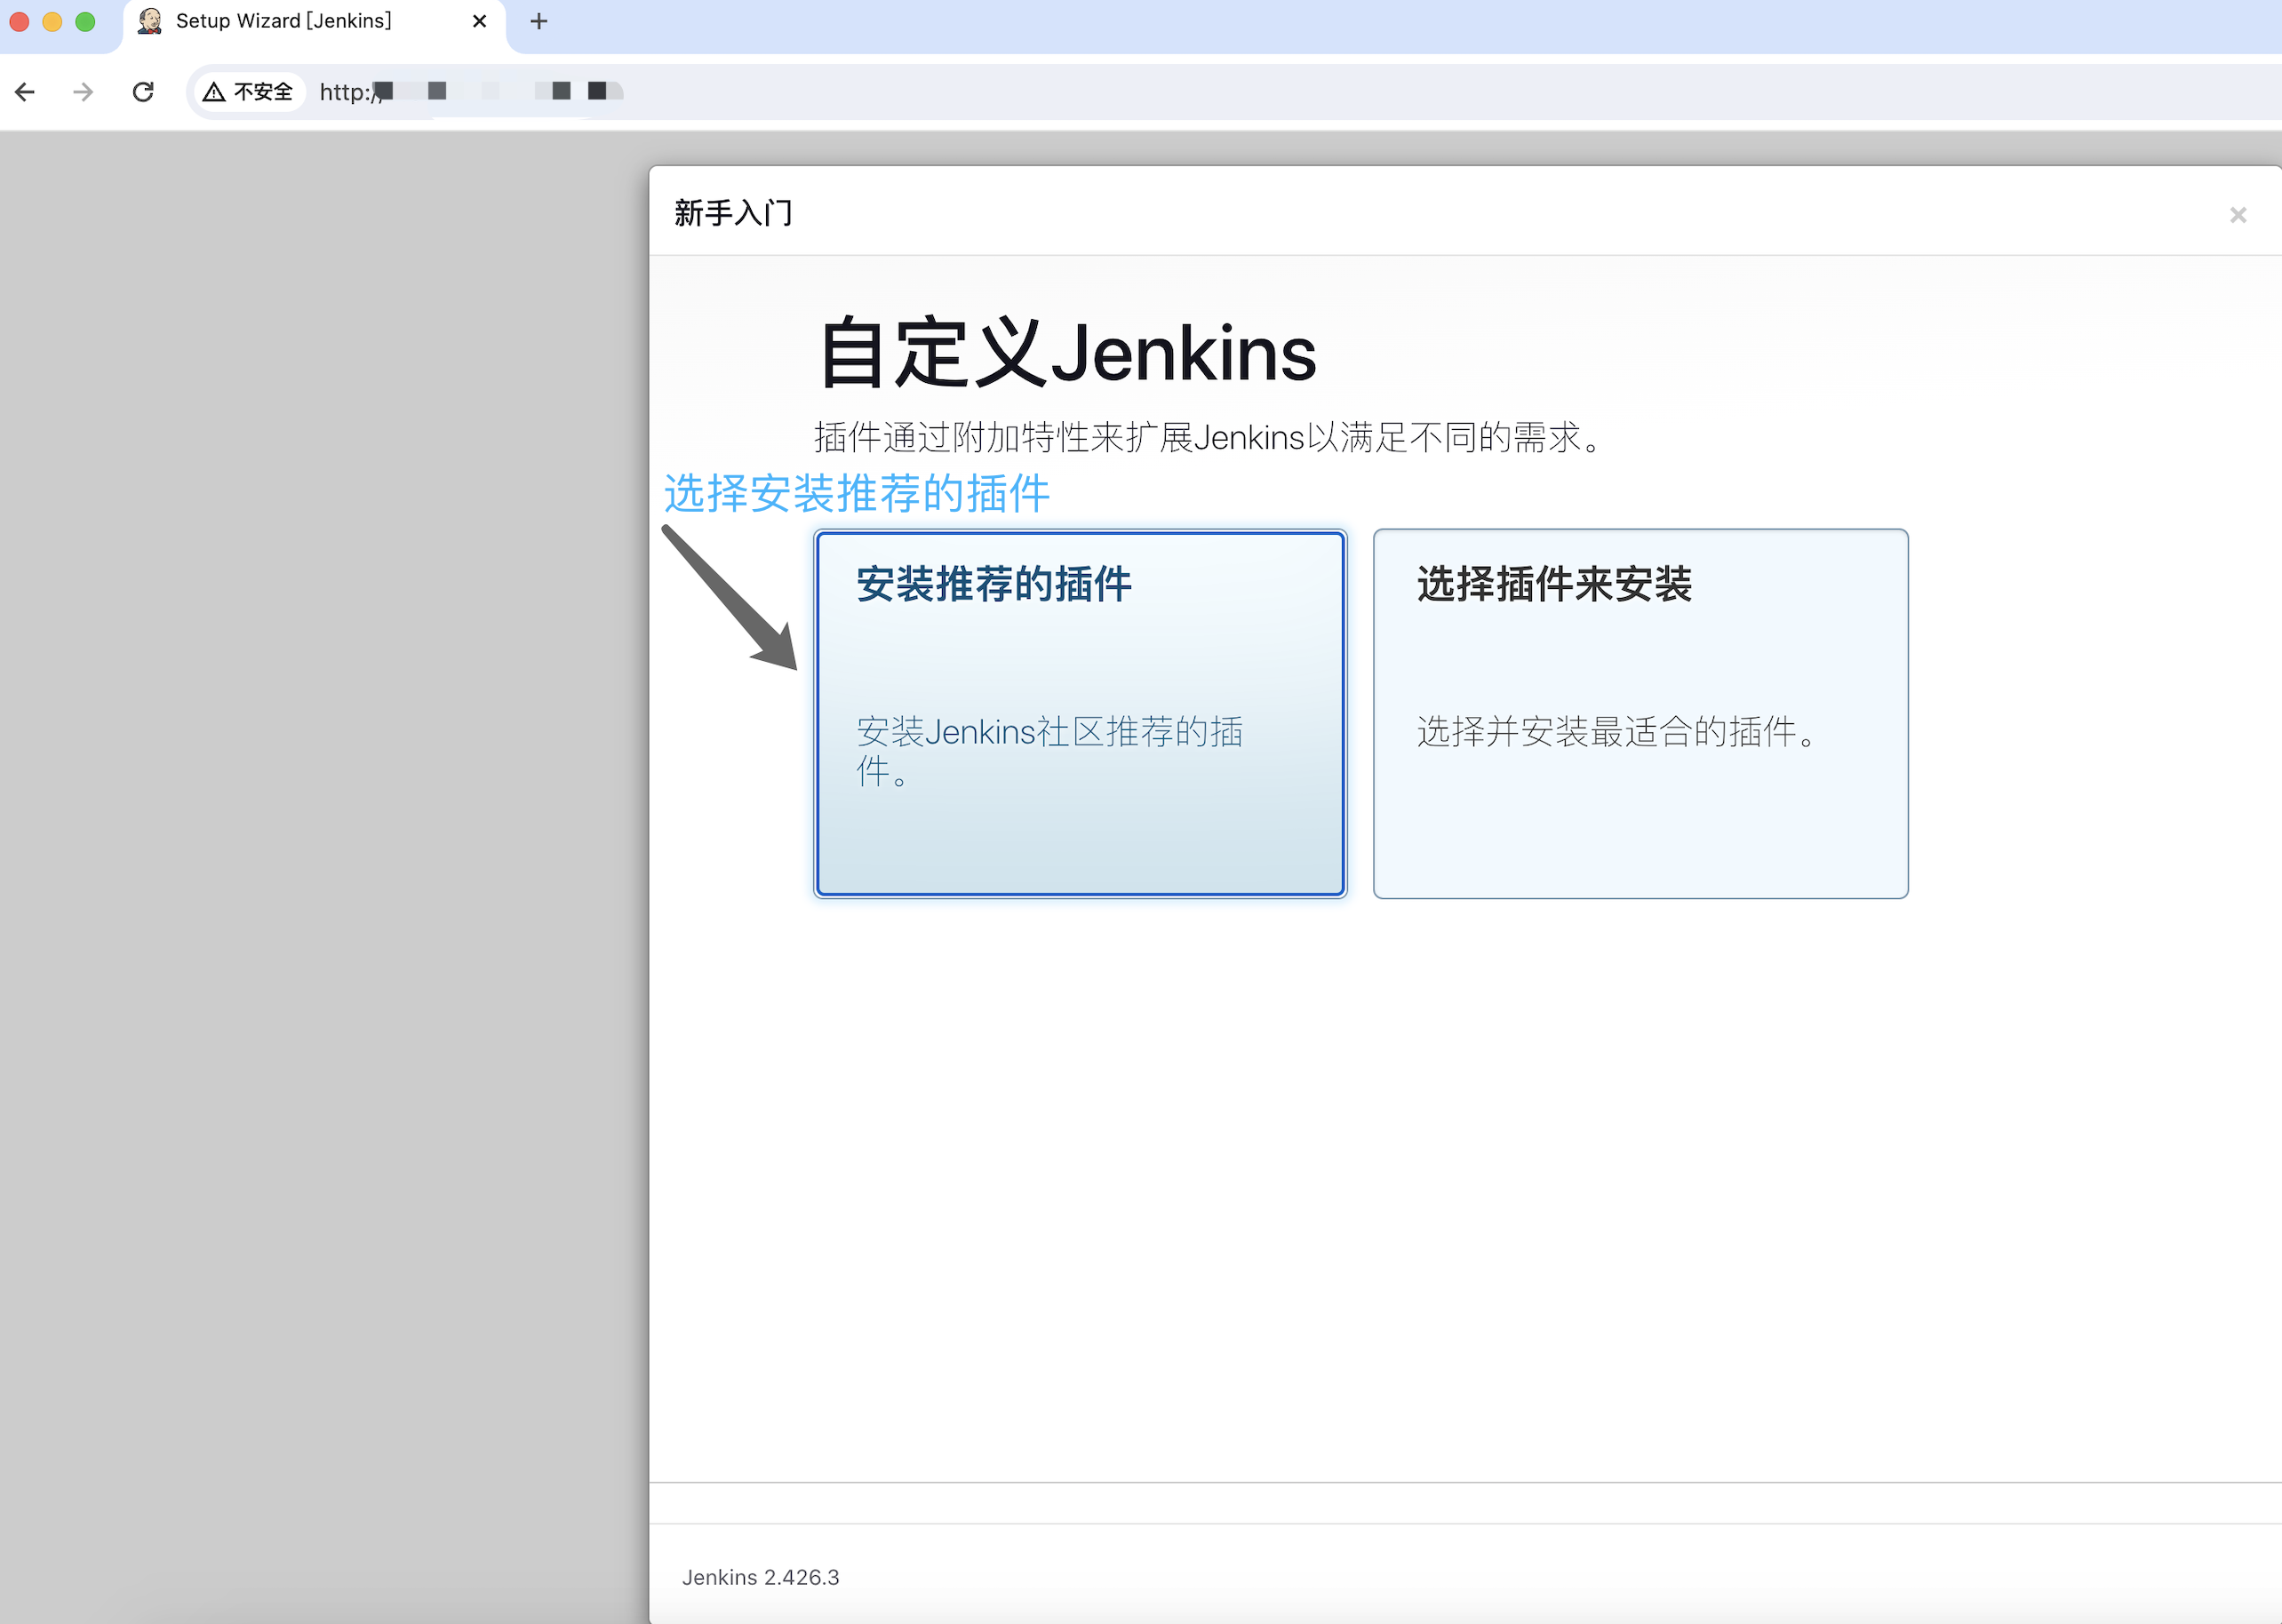 Setup Wizard [Jenkins]
不安全 http://
新手入门
自定义Jenkins
插件通过附加特性来扩展Jenkins以满足不同的需求。
选择安装推荐的插件
安装推荐的插件
安装Jenkins社区推荐的插
件。
选择插件来安装
选择并安装最适合的插件。
Jenkins 2.426.3